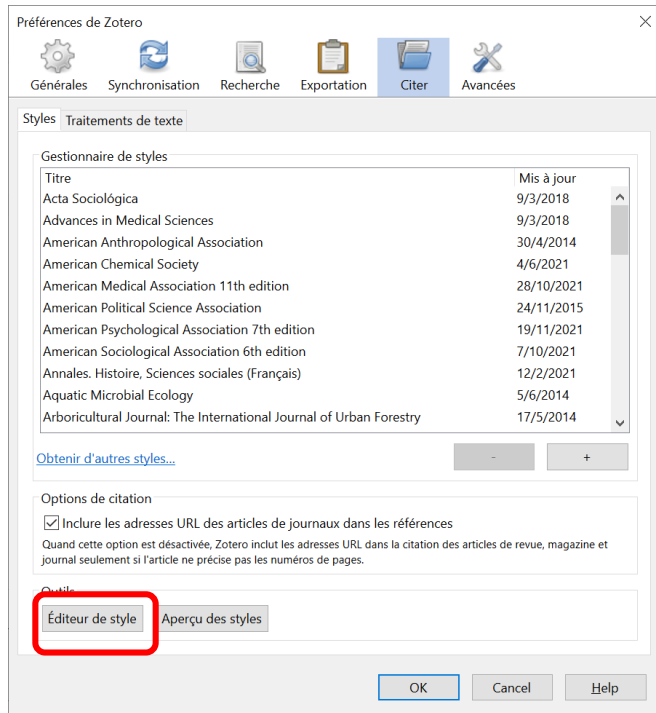 Préférences de Zotero
Générales Synchronisation Recherche Exportation Citer Avancées
Styles Traitements de texte
Gestionnaire de styles
Titre Mis à jour
Acta Sociológica 9/3/2018
Advances in Medical Sciences 9/3/2018
American Anthropological Association 30/4/2014
American Chemical Society 4/6/2021
American Medical Association 11th edition 28/10/2021
American Political Science Association 24/11/2015
American Psychological Association 7th edition 19/11/2021
American Sociological Association 6th edition 7/10/2021
Annales. Histoire, Sciences sociales (Français) 12/2/2021
Aquatic Microbial Ecology 5/6/2014
Arboricultural Journal: The International Journal of Urban Forestry 17/5/2014
Obtenir d'autres styles... - +
Options de citation
Inclure les adresses URL des articles de journaux dans les références
Quand cette option est désactivée, Zotero inclut les adresses URL dans la citation des articles de revue, magazine et
journal seulement si l'article ne précise pas les numéros de pages.
Outils
Éditeur de style Aperçu des styles
OK Cancel Help